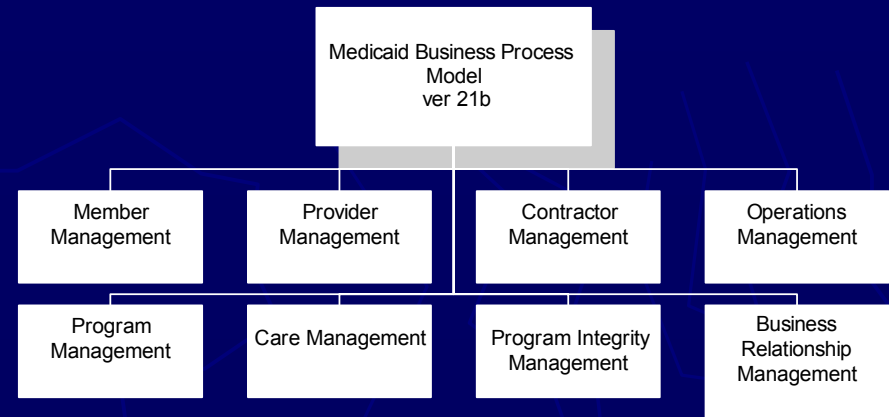 Medicaid Business Process
Model
ver 21b
Member
Management
Provider
Management
Contractor
Management
Operations
Management
Program
Management
Care Management
Program Integrity
Management
Business
Relationship
Management